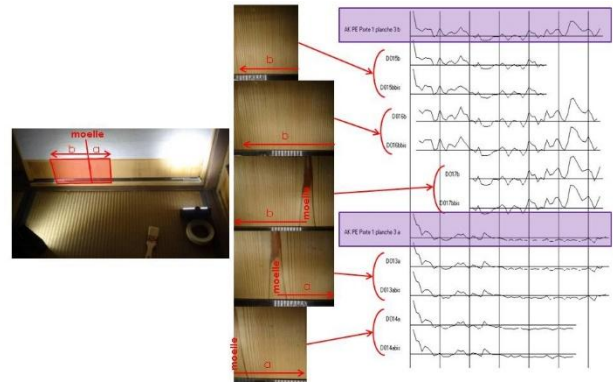 moelle
b
a
b
b
b
moelle
moelle
a
moelle
a
AK PE Porte 1 planche 3 b
D015b
D015bbis
D016b
D016bbis
D017b
D017bbis
AK PE Porte 1 planche 3 a
D013a
D013abis
D014a
D014abis